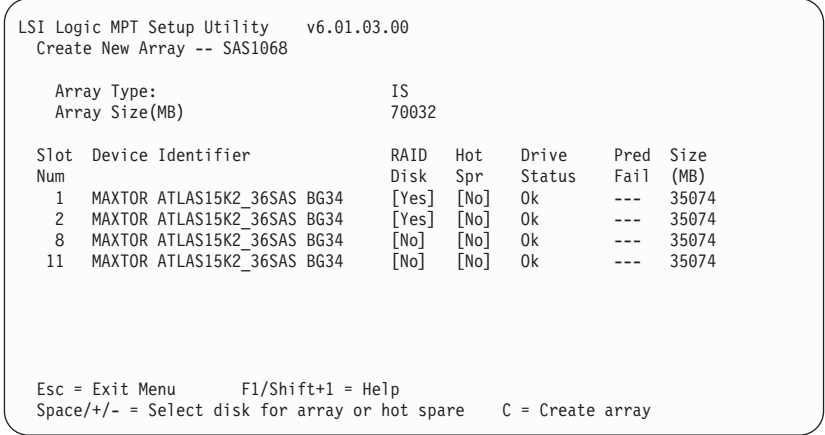 LSI Logic MPT Setup Utility v6.01.03.00
Create New Array -- SAS1068
Array Type: IS
Array Size(MB) 70032
Slot Device Identifier RAID Hot Drive Pred Size
Num Disk Spr Status Fail (MB)
1 MAXTOR ATLAS15K2_36SAS BG34 [Yes] [No] Ok --- 35074
2 MAXTOR ATLAS15K2_36SAS BG34 [Yes] [No] Ok --- 35074
8 MAXTOR ATLAS15K2_36SAS BG34 [No] [No] Ok --- 35074
11 MAXTOR ATLAS15K2_36SAS BG34 [No] [No] Ok --- 35074
Esc = Exit Menu F1/Shift+1 = Help
Space/+/- = Select disk for array or hot spare C = Create array